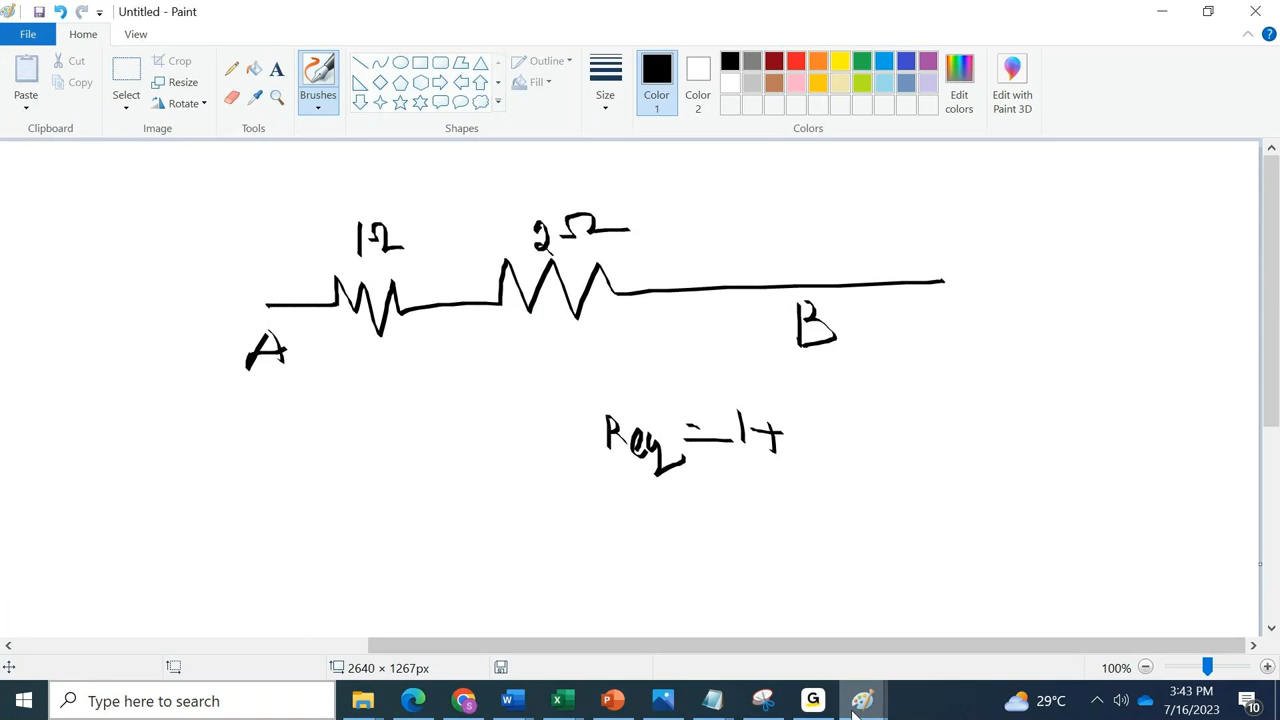 Untitled - Paint
File Home View
Paste
Cut
Copy
Clipboard
Select
Crop
Resize
Rotate
Image
Tools
Brushes
Outline
Fill
Shapes
Size
Color 1
Color 2
Edit colors
Colors
Edit with Paint 3D
1Ω 2Ω
A B
Req = 1+
2640 × 1267px 100%
Type here to search 29°C 3:43 PM
7/16/2023 10